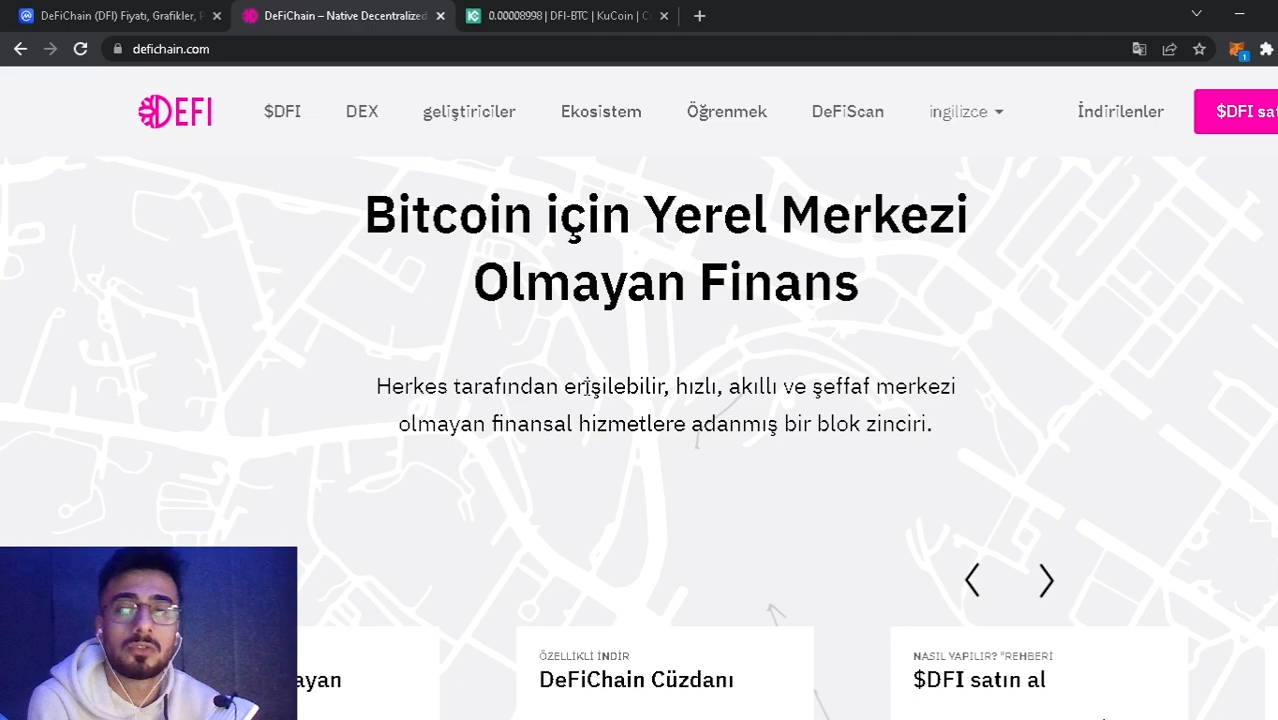 DeFiChain (DFI) Fiyatı, Grafikler, P
DeFiChain – Native Decentralized
0.00008998 | DFI-BTC | KuCoin | C
defichain.com
DEFI
$DFI
DEX
geliştiriciler
Ekosistem
Öğrenmek
DeFiScan
ingilizce
İndirilenler
$DFI sat
Bitcoin için Yerel Merkezi
Olmayan Finans
Herkes tarafından erişilebilir, hızlı, akıllı ve şeffaf merkezi
olmayan finansal hizmetlere adanmış bir blok zinciri.
ayan
ÖZELLİKLİ İNDİR
DeFiChain Cüzdanı
NASIL YAPILIR? "REHBERİ
$DFI satın al
1